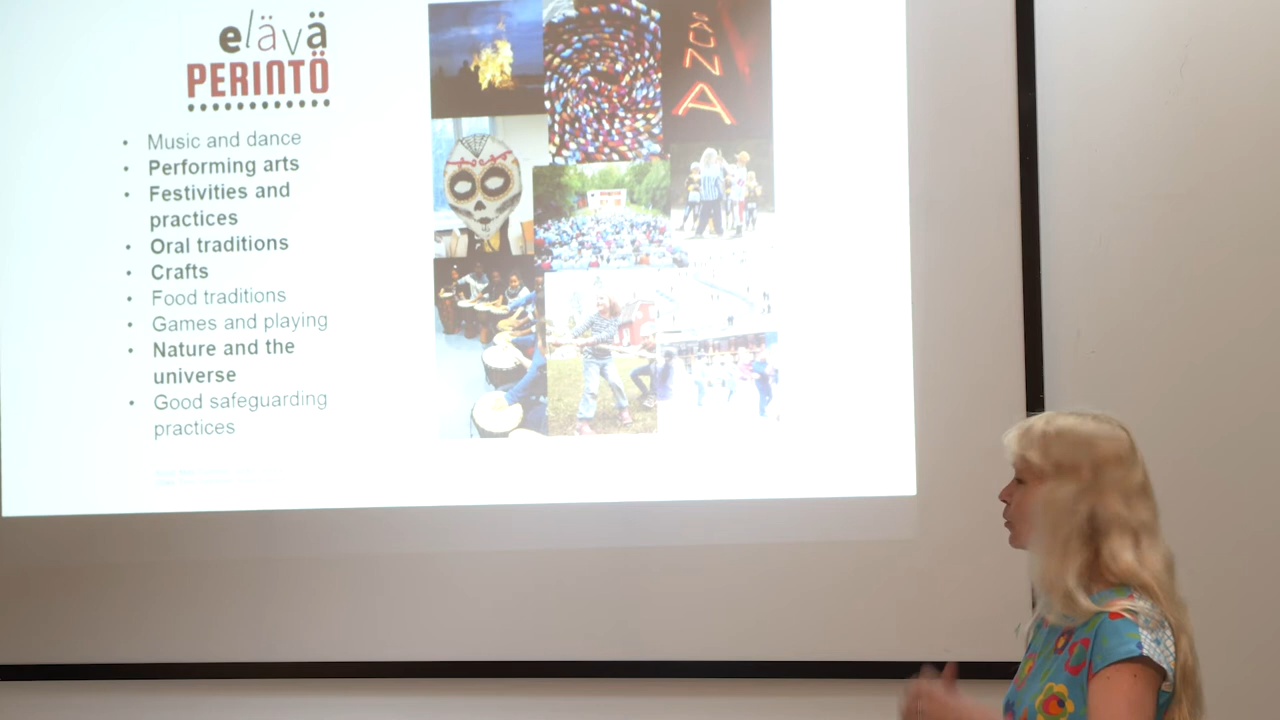 elävä
PERINTÖ
SAUNA
• Music and dance
• Performing arts
• Festivities and
practices
• Oral traditions
• Crafts
• Food traditions
• Games and playing
• Nature and the
universe
• Good safeguarding
practices